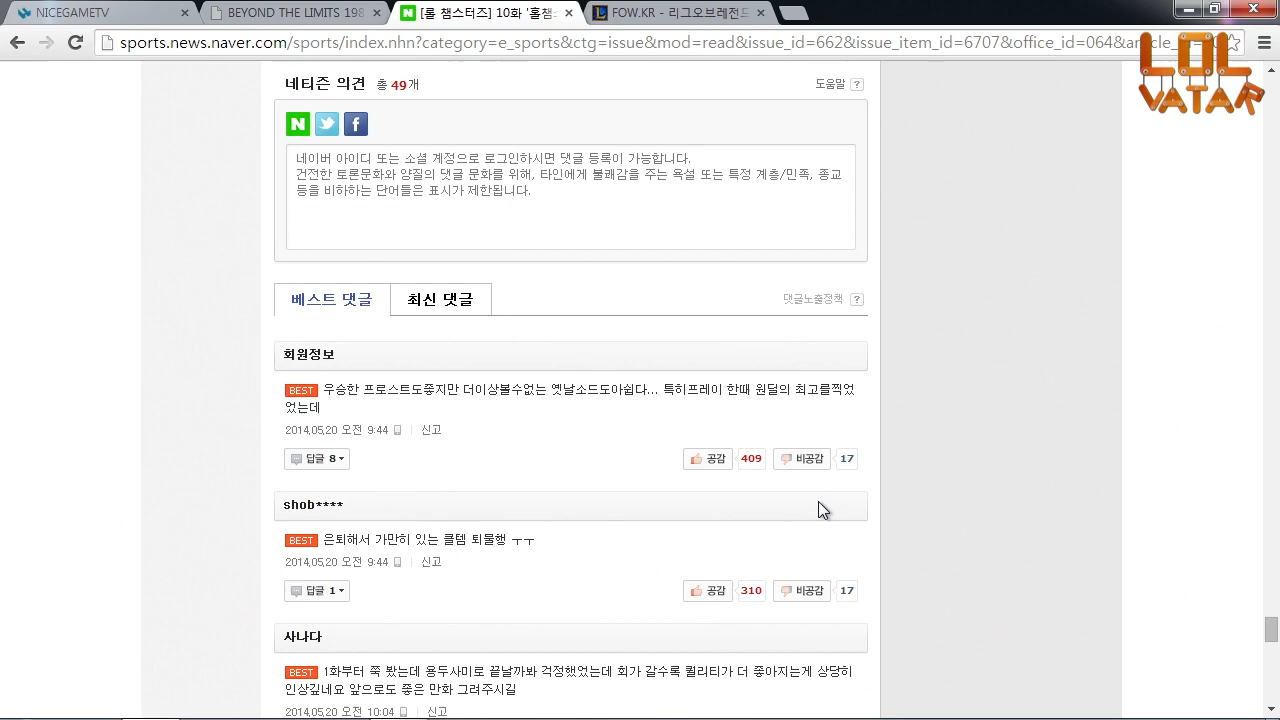 NICEGAMETV
BEYOND THE LIMITS 198
[롤 챔스터즈] 10화 '롱챔-
FOW.KR - 리그오브레전드
sports.news.naver.com/sports/index.nhn?category=e_sports&ctg=issue&mod=read&issue_id=662&issue_item_id=6707&office_id=064&
LOL
VATAR
네티즌 의견 총 49개
도움말 ?
N f
네이버 아이디 또는 소셜 계정으로 로그인하시면 댓글 등록이 가능합니다.
건전한 토론문화와 양질의 댓글 문화를 위해, 타인에게 불쾌감을 주는 욕설 또는 특정 계층/민족, 종교
등을 비하하는 단어들은 표시가 제한됩니다.
베스트 댓글 최신 댓글
댓글노출정책 ?
회원정보
BEST 우승한 프로스트도좋지만 더이상볼수없는 옛날소드도아쉽다... 특히프레이 한때 원딜의 최고를찍었
었는데
2014.05.20 오전 9:44 신고
답글 8 공감 409 비공감 17
shob****
BEST 은퇴해서 가만히 있는 클템 퇴물행 ㅜㅜ
2014.05.20 오전 9:44 신고
답글 1 공감 310 비공감 17
사나다
BEST 1화부터 쭉 봤는데 용두사미로 끝날까봐 걱정했었는데 회가 갈수록 퀄리티가 더 좋아지는게 상당히
인상깊네요 앞으로도 좋은 만화 그려주시길
2014.05.20 오전 10:04 신고